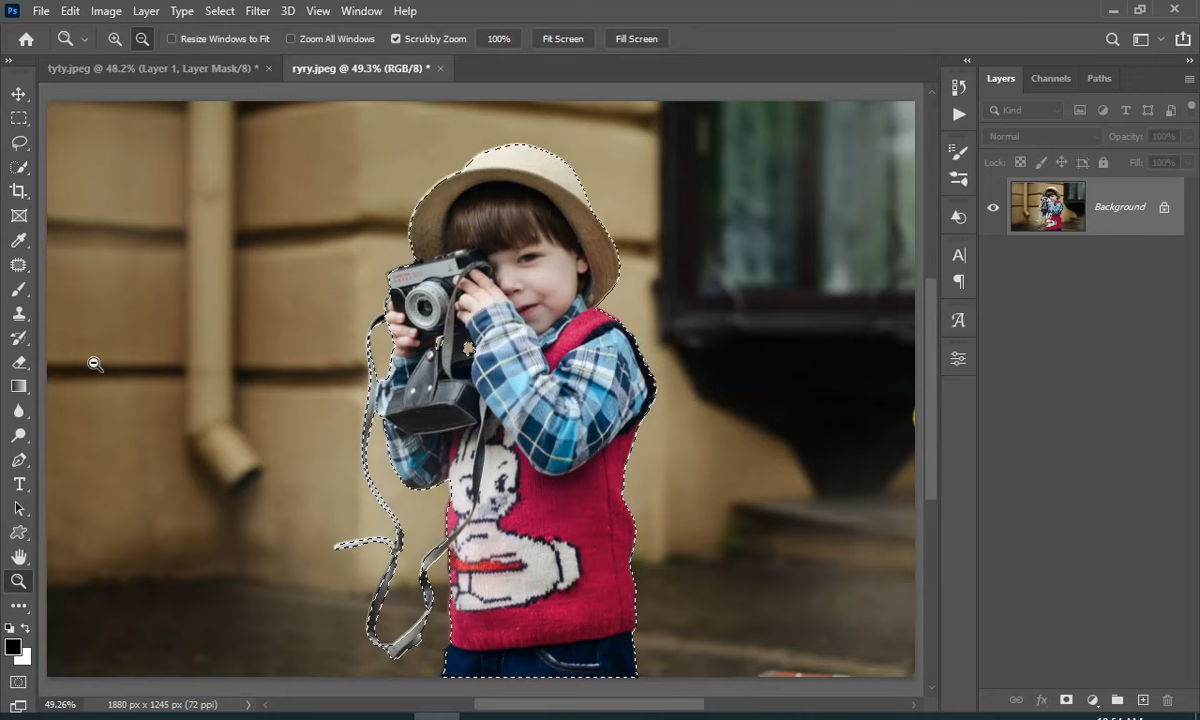 Ps File Edit Image Layer Type Select Filter 3D View Window Help
Resize Windows to Fit Zoom All Windows Scrubby Zoom 100% Fit Screen Fill Screen
tyty.jpeg @ 48.2% (Layer 1, Layer Mask/8) * × ryry.jpeg @ 49.3% (RGB/8) * ×
Layers Channels Paths
Kind
Normal Opacity: 100%
Lock: Fill: 100%
Background
49.26% 1880 px x 1245 px (72 ppi)